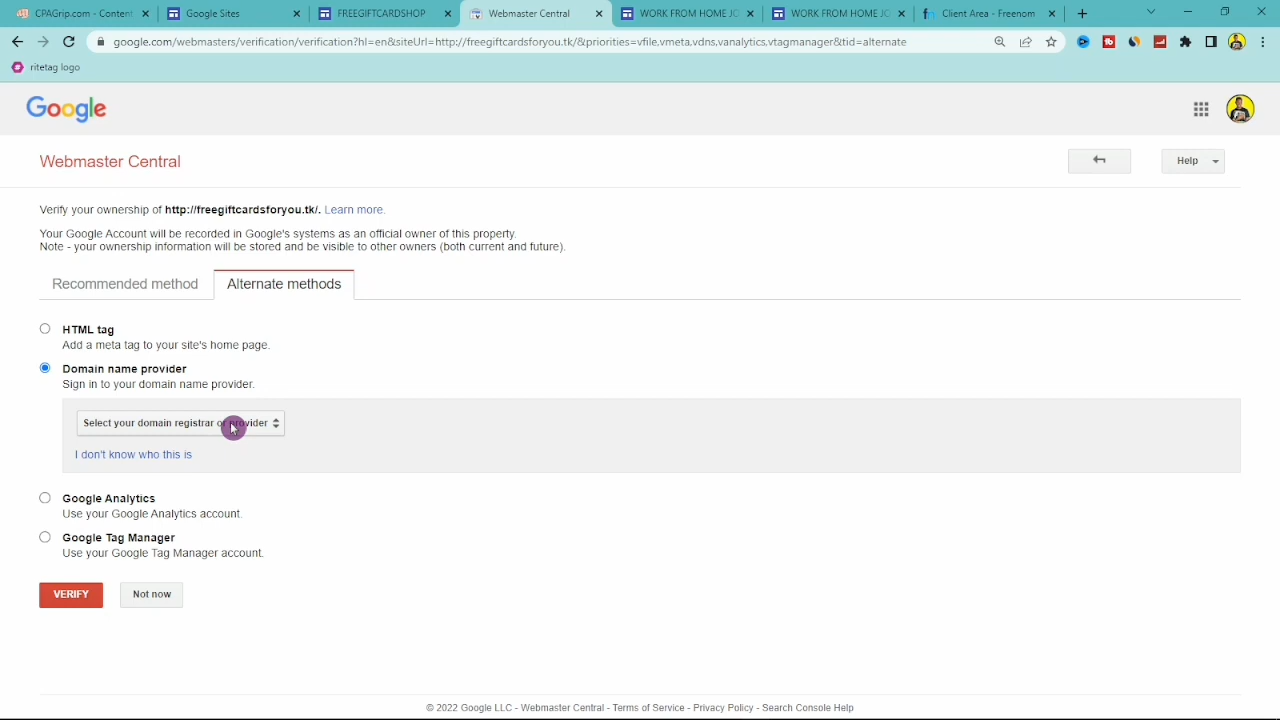 CPAGrip.com - Content
Google Sites
FREEGIFTCARDSHOP
Webmaster Central
WORK FROM HOME JO
WORK FROM HOME JO
Client Area - Freenom
google.com/webmasters/verification/verification?hl=en&siteUrl=http://freegiftcardsforyou.tk/&priorities=vfile,vmeta,vdns,vanalytics,vtagmanager&tid=alternate
ritetag logo
Google
Webmaster Central
Help
Verify your ownership of http://freegiftcardsforyou.tk/. Learn more.
Your Google Account will be recorded in Google's systems as an official owner of this property.
Note - your ownership information will be stored and be visible to other owners (both current and future).
Recommended method
Alternate methods
HTML tag
Add a meta tag to your site's home page.
Domain name provider
Sign in to your domain name provider.
Select your domain registrar or provider
I don't know who this is
Google Analytics
Use your Google Analytics account.
Google Tag Manager
Use your Google Tag Manager account.
VERIFY
Not now
© 2022 Google LLC - Webmaster Central - Terms of Service - Privacy Policy - Search Console Help